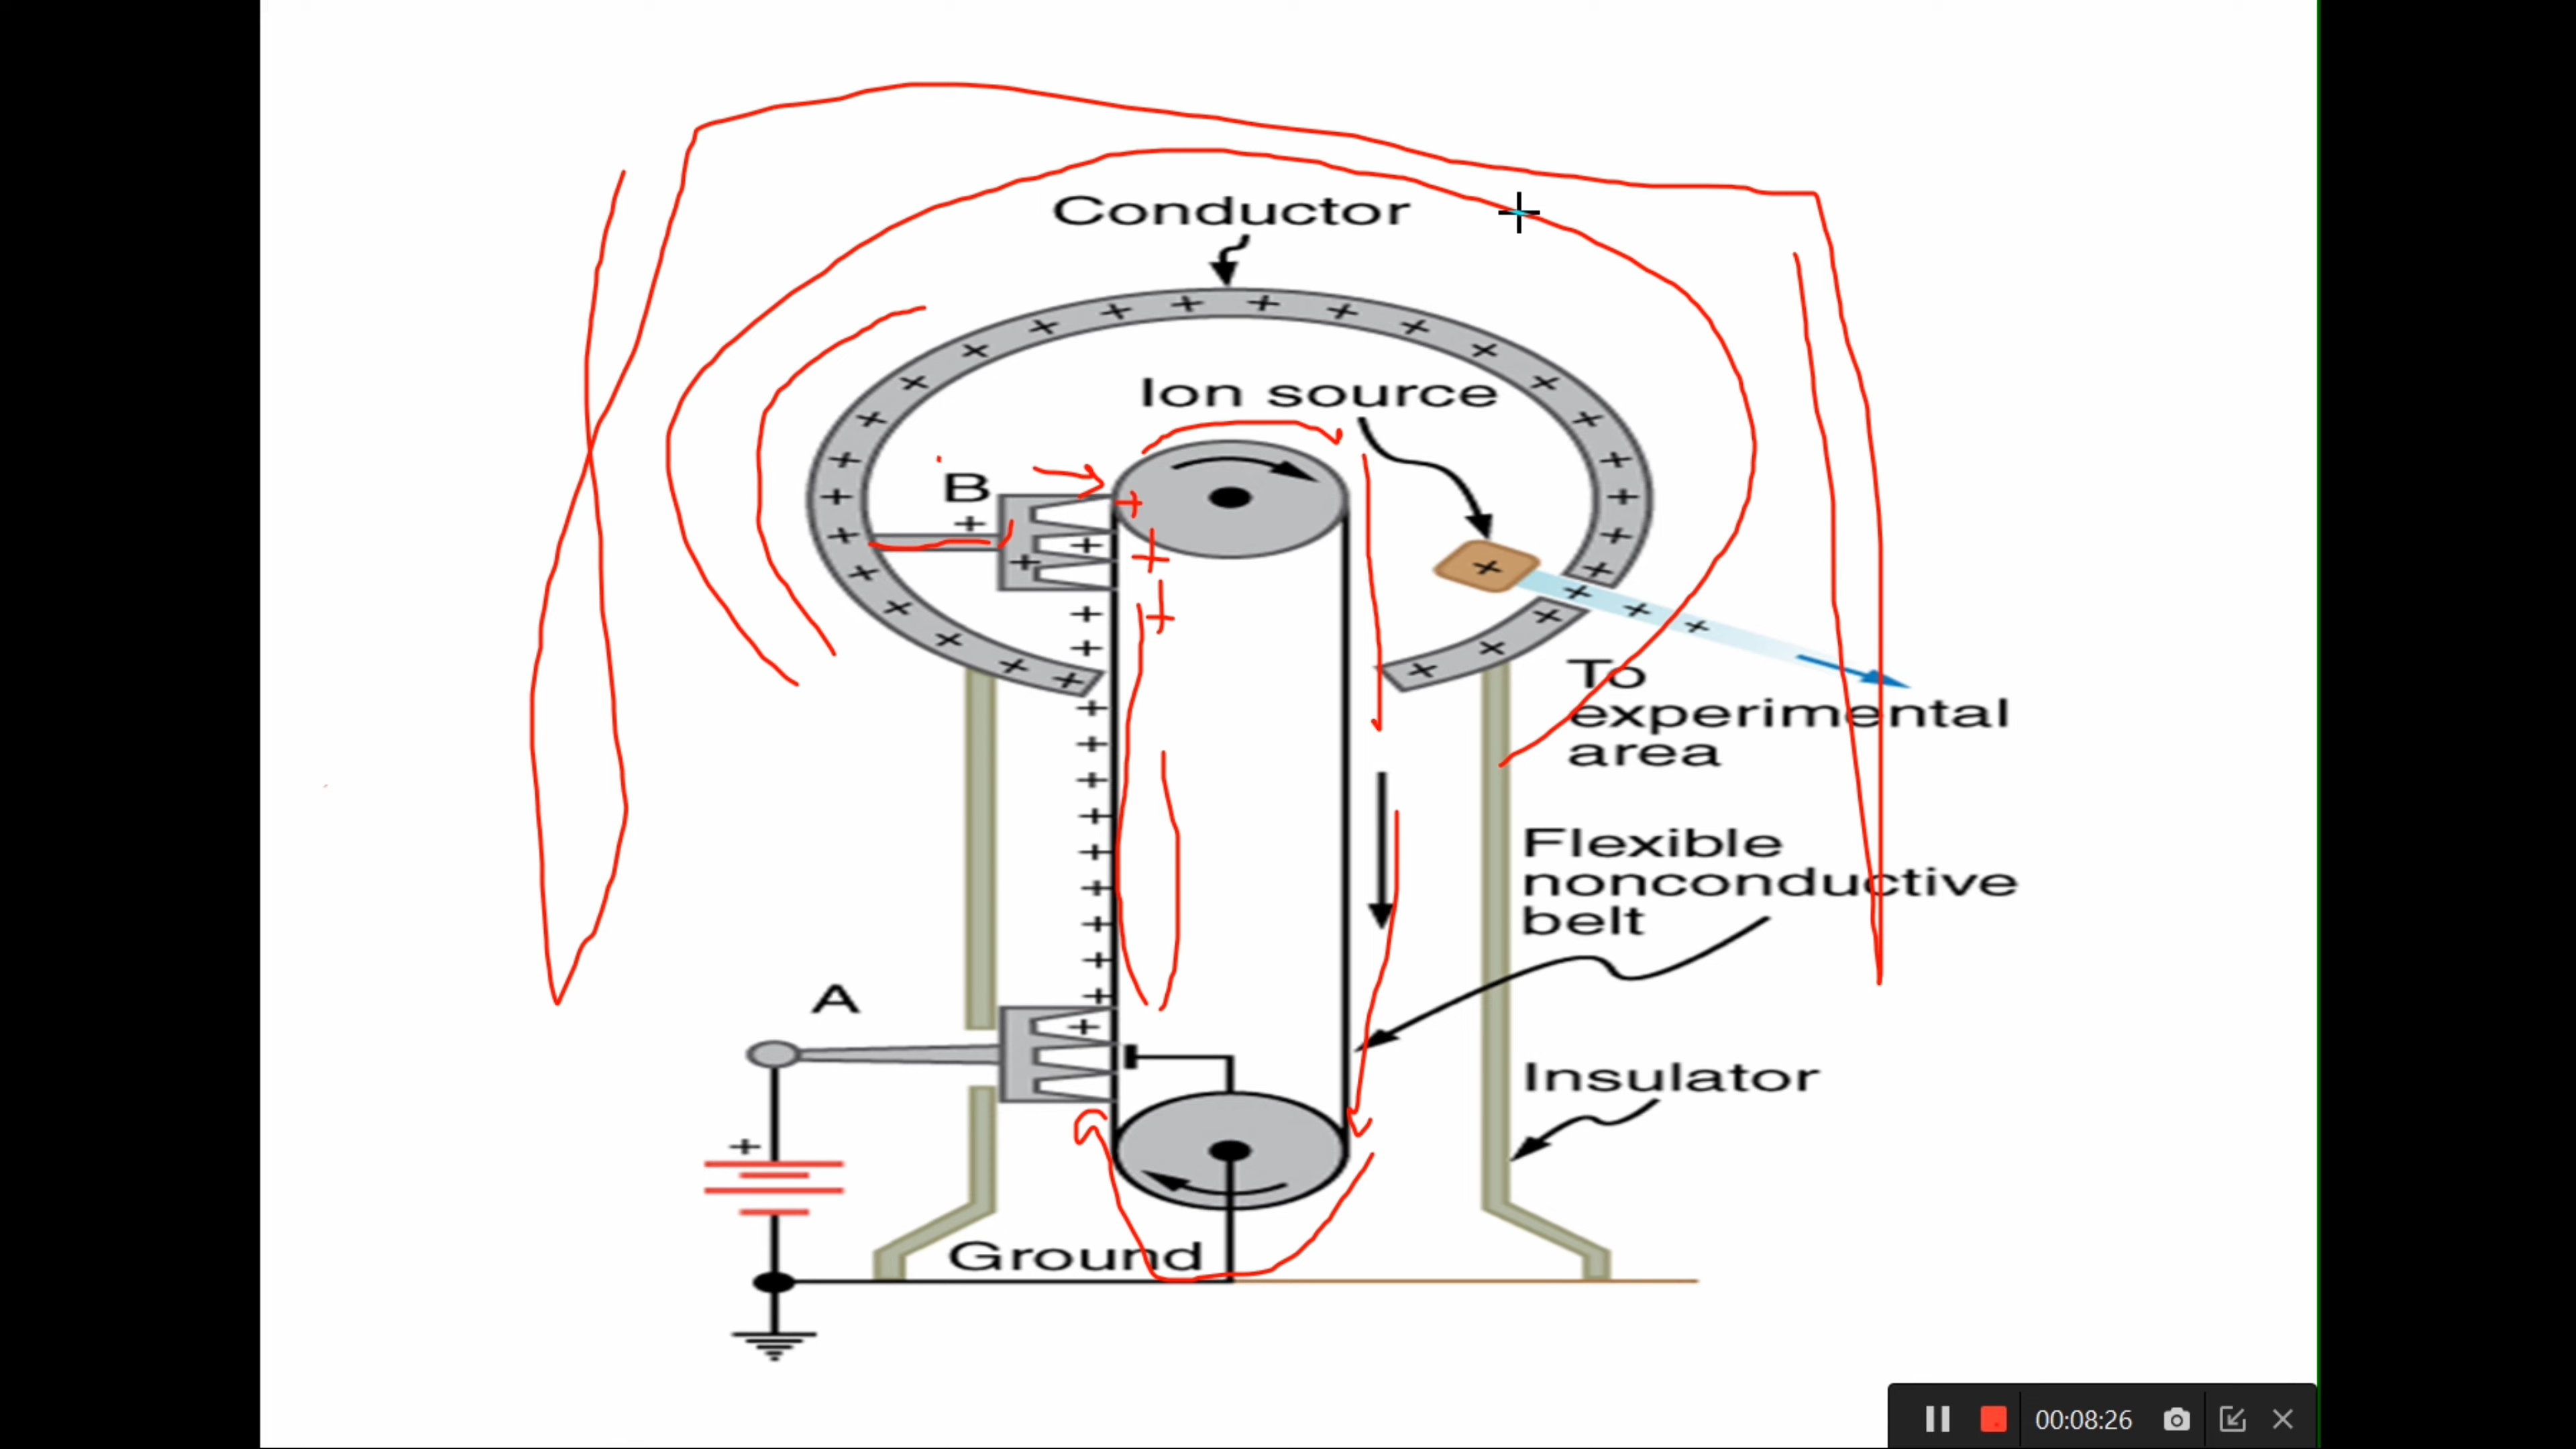 Conductor
Ion source
B
To
experimental
area
Flexible
nonconductive
belt
A
Insulator
Ground
00:08:26